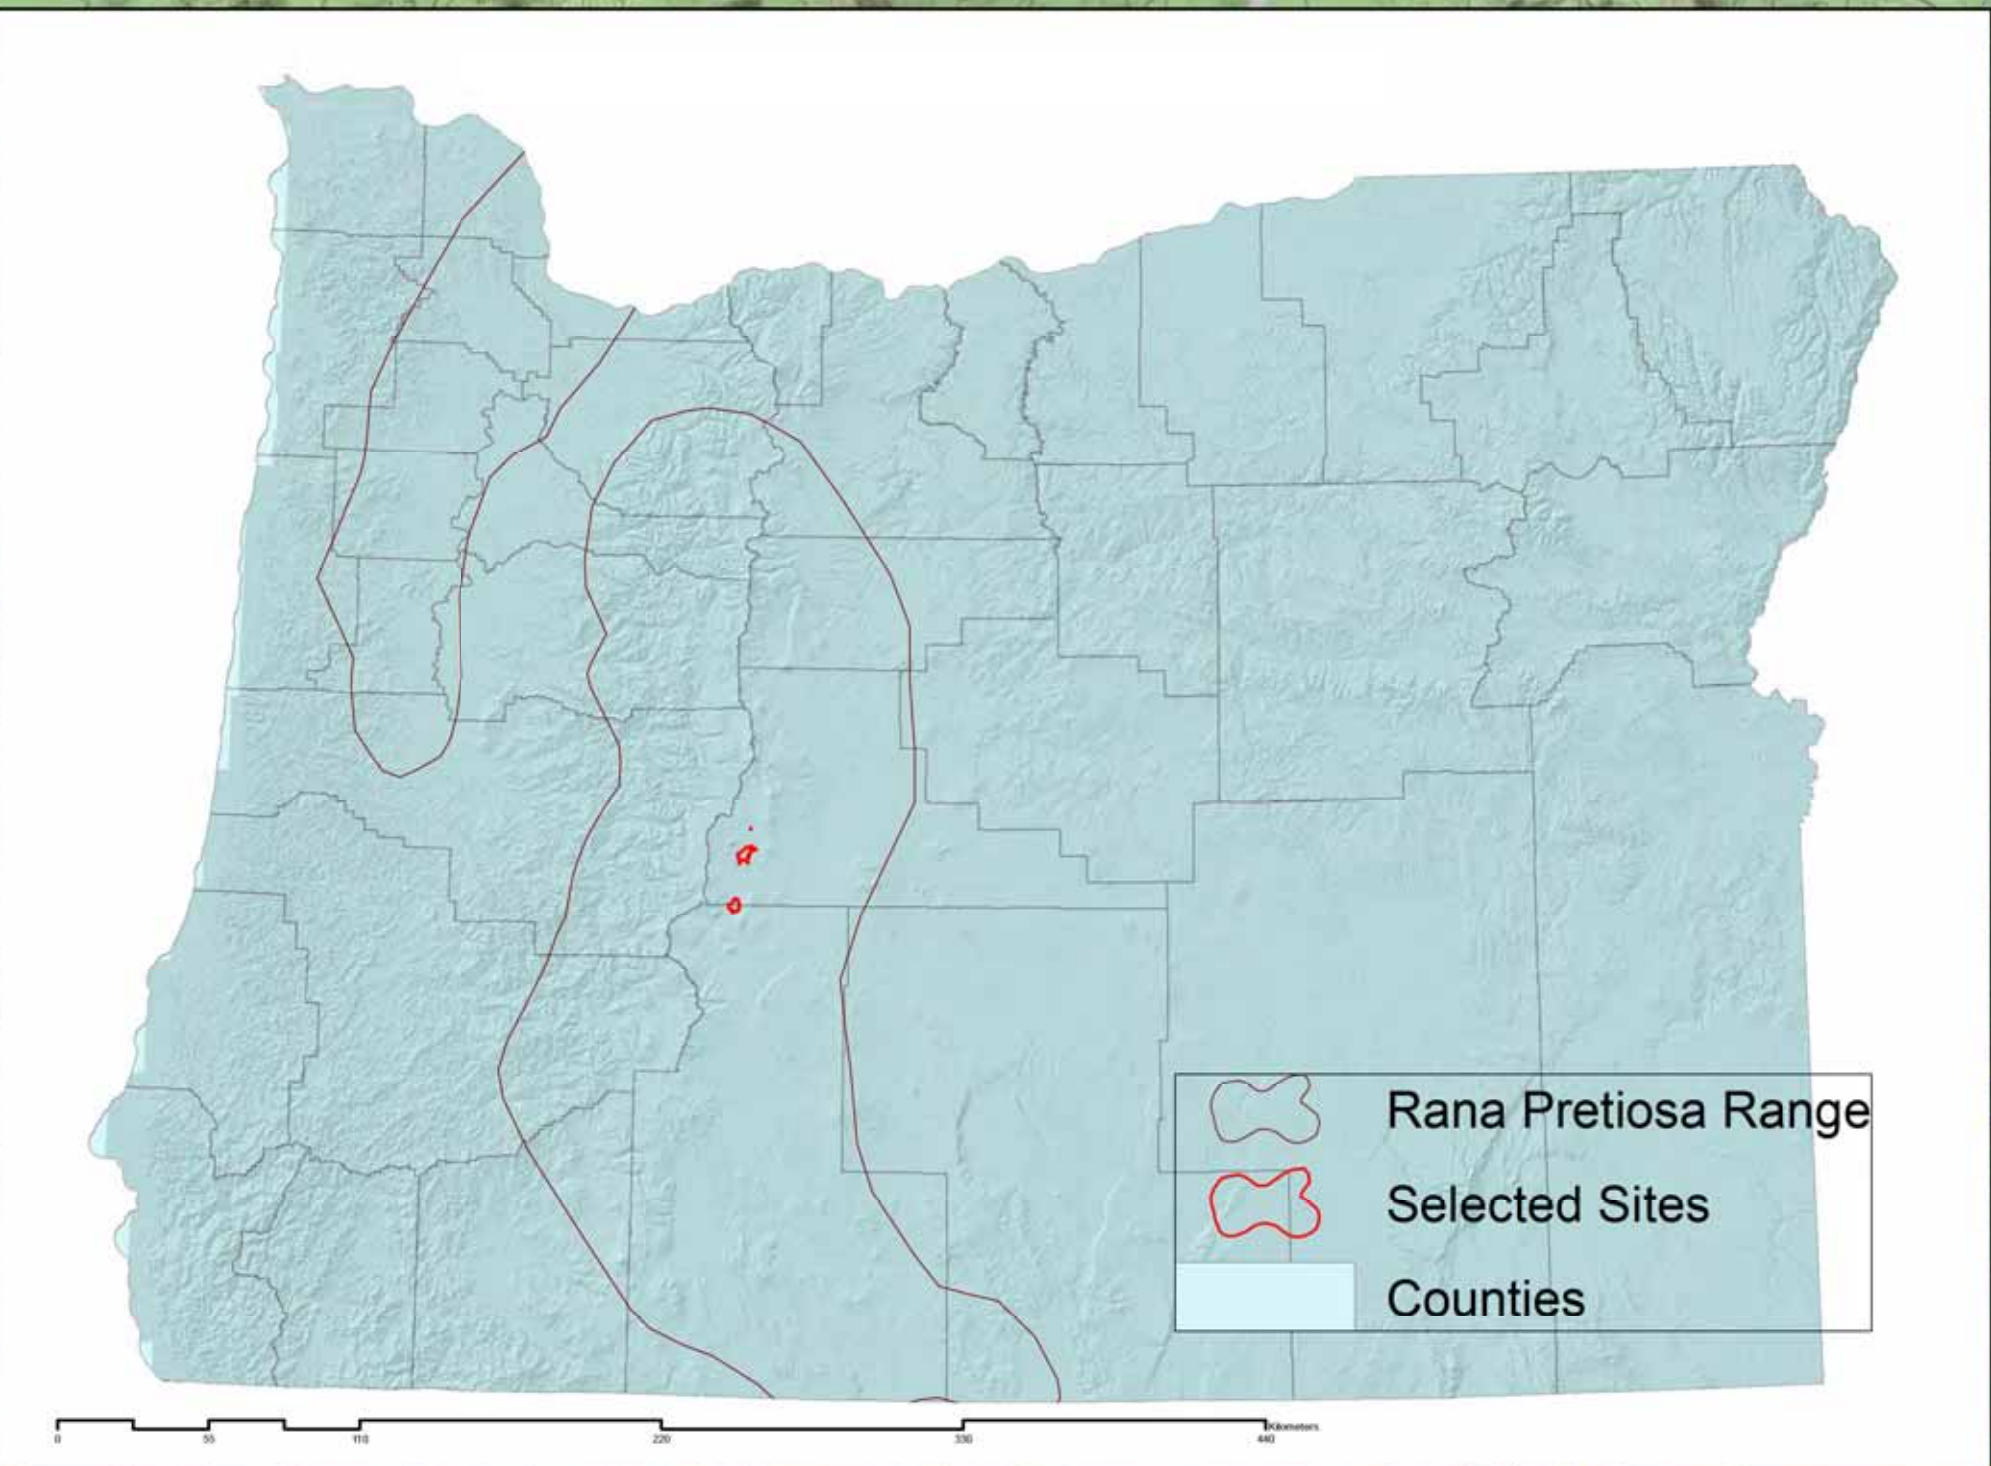 Rana Pretiosa Range
Selected Sites
Counties
Kilometers
0 55 110 220 330 440